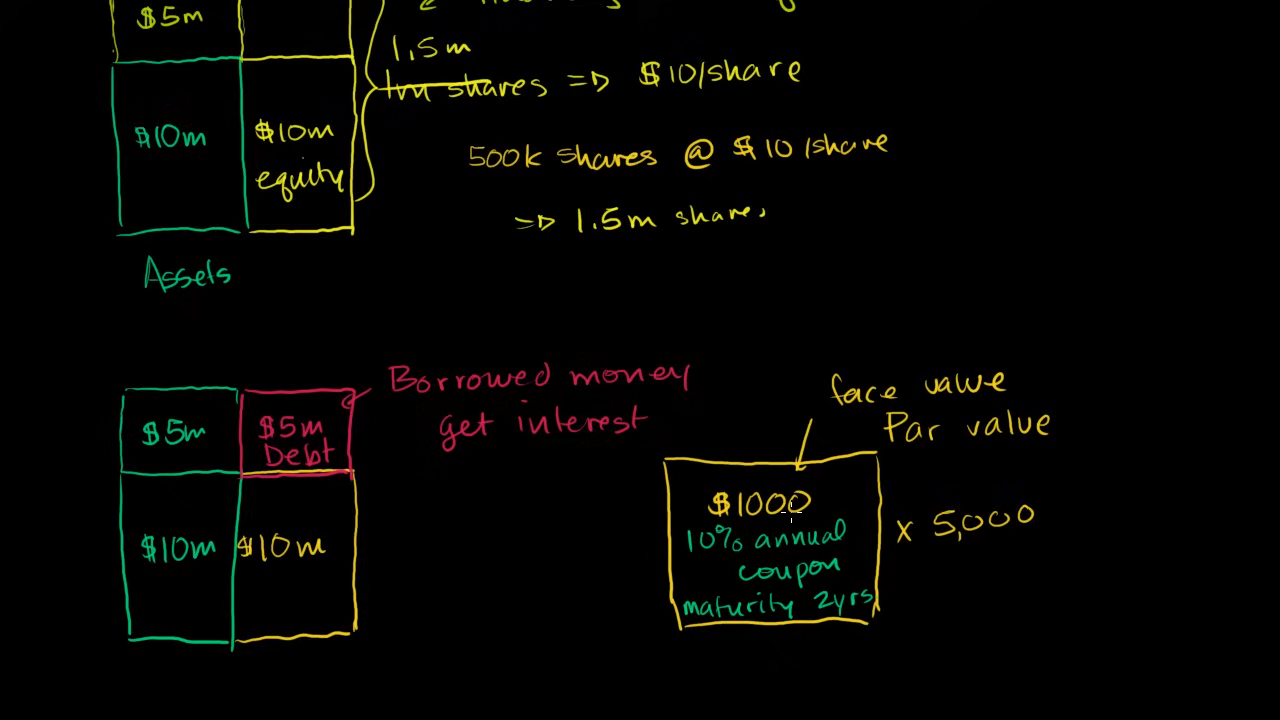 $5m
1.5m
1m shares => $10/share
$10m
$10m
equity
500k shares @ $10/share
=> 1.5m shares
Assets
Borrowed money
get interest
$5m
$5m
Debt
$10m
$10m
face value
Par value
$1000
10% annual
coupon
maturity 2yrs
x 5,000